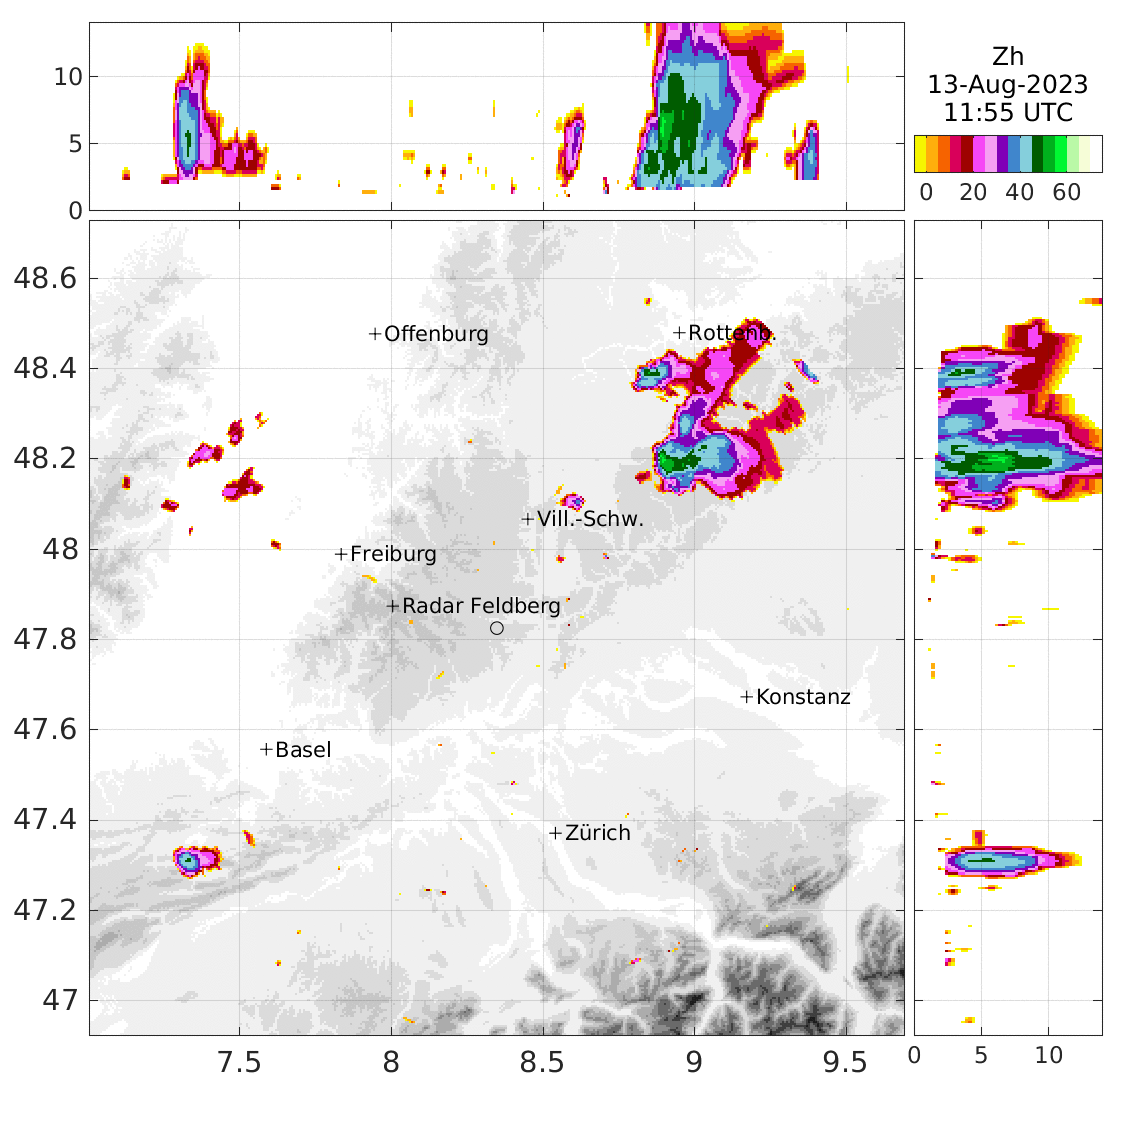 10
5
0
Zh
13-Aug-2023
11:55 UTC
0 20 40 60
48.6
48.4
48.2
48
47.8
47.6
47.4
47.2
47
Offenburg
Rottenb.
Vill.-Schw.
Freiburg
Radar Feldberg
Konstanz
Basel
Zürich
7.5 8 8.5 9 9.5
0 5 10